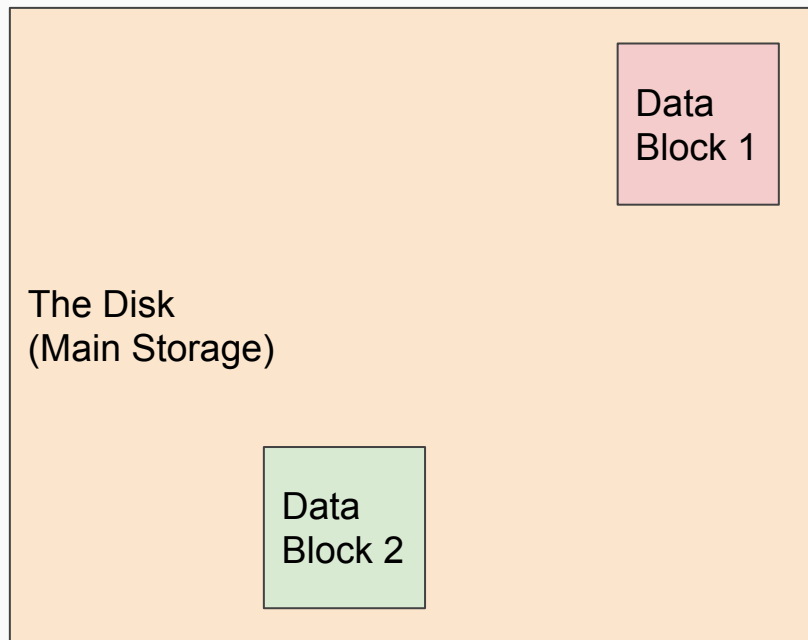 Data
Block 1
The Disk
(Main Storage)
Data
Block 2